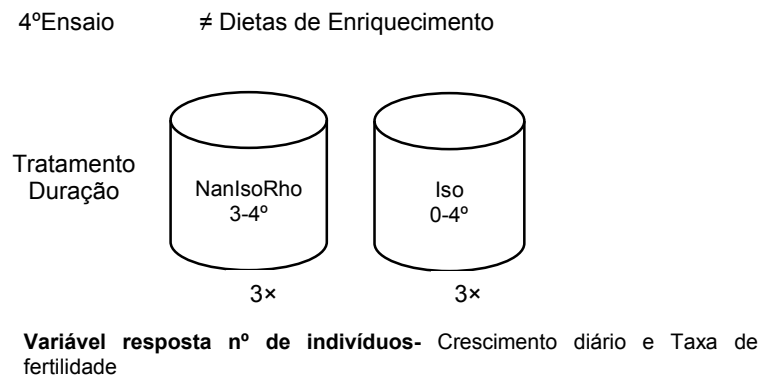 4ºEnsaio ≠ Dietas de Enriquecimento
Tratamento
Duração
NanIsoRho
3-4º
Iso
0-4º
3×
3×
Variável resposta nº de indivíduos- Crescimento diário e Taxa de
fertilidade